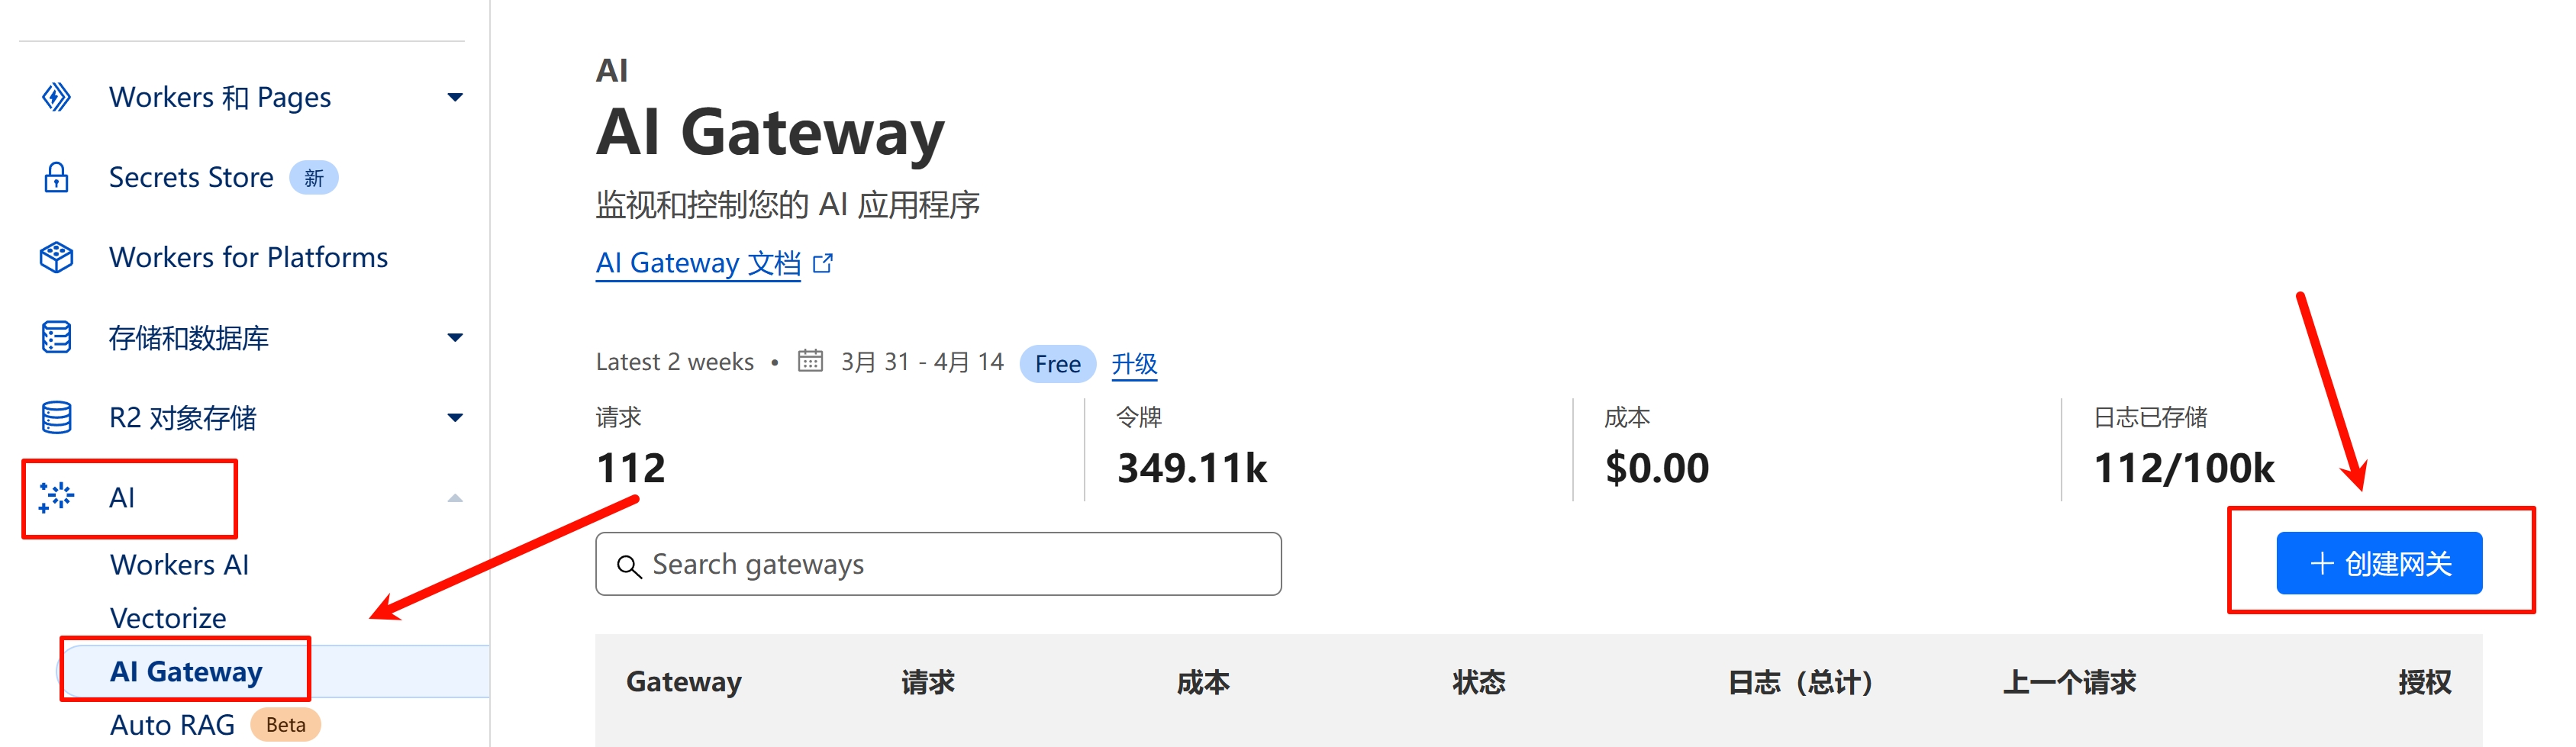 Workers 和 Pages
Secrets Store 新
Workers for Platforms
存储和数据库
R2 对象存储
AI
Workers AI
Vectorize
AI Gateway
Auto RAG Beta
AI
AI Gateway
监视和控制您的 AI 应用程序
AI Gateway 文档
Latest 2 weeks • 3月 31 - 4月 14 Free 升级
请求 令牌 成本 日志已存储
112 349.11k $0.00 112/100k
Search gateways
+ 创建网关
Gateway 请求 成本 状态 日志（总计） 上一个请求 授权